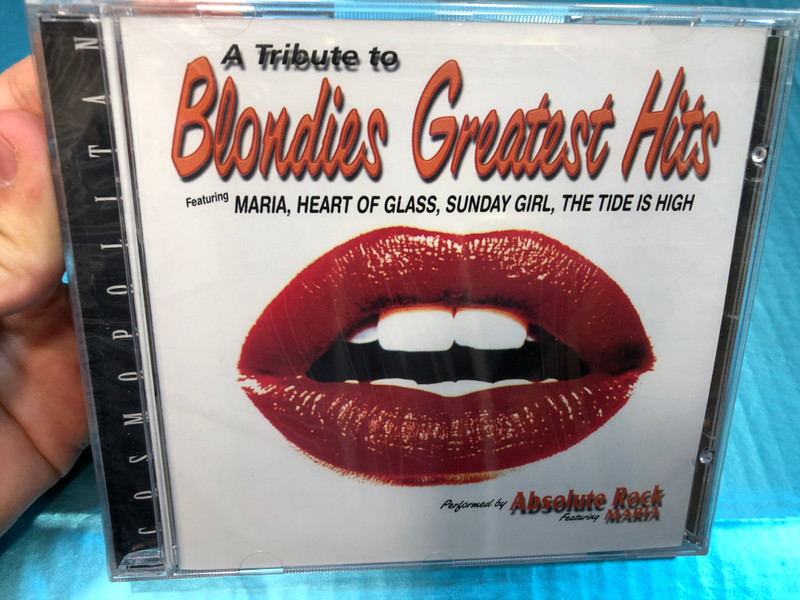 A Tribute to
Blondies Greatest Hits
Featuring MARIA, HEART OF GLASS, SUNDAY GIRL, THE TIDE IS HIGH
COSMOPOLITAN
Performed by Absolute Rock
Featuring MARIA